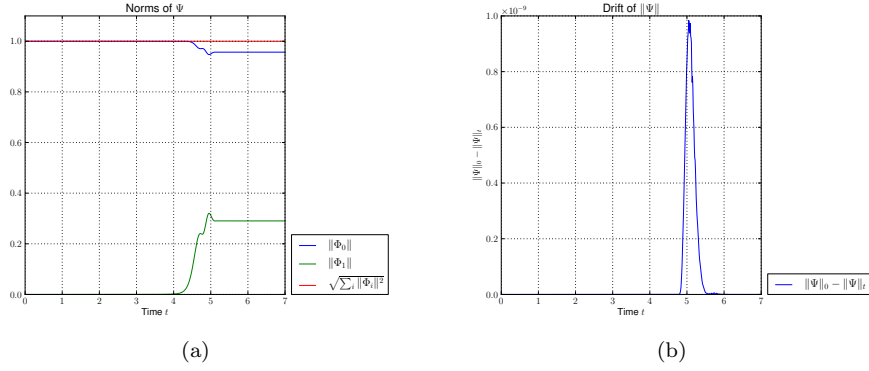 Norms of Ψ
1.0
0.8
0.6
0.4
0.2
0.0
0 1 2 3 4 5 6 7
Time t
‖Φ₀‖
‖Φ₁‖
√∑ᵢ ‖Φᵢ‖²
(a)
1.0 ×10⁻⁹
Drift of ‖Ψ‖
0.8
0.6
0.4
0.2
0.0
‖Ψ‖₀ − ‖Ψ‖ₜ
0 1 2 3 4 5 6 7
Time t
‖Ψ‖₀ − ‖Ψ‖ₜ
(b)